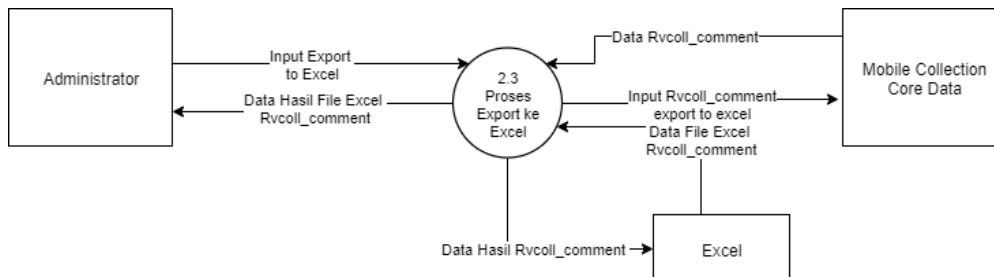 Administrator
Input Export
to Excel
Data Hasil File Excel
Rvcoll_comment
2.3
Proses
Export ke
Excel
Data Rvcoll_comment
Input Rvcoll_comment
export to excel
Data File Excel
Rvcoll_comment
Mobile Collection
Core Data
Data Hasil Rvcoll_comment
Excel